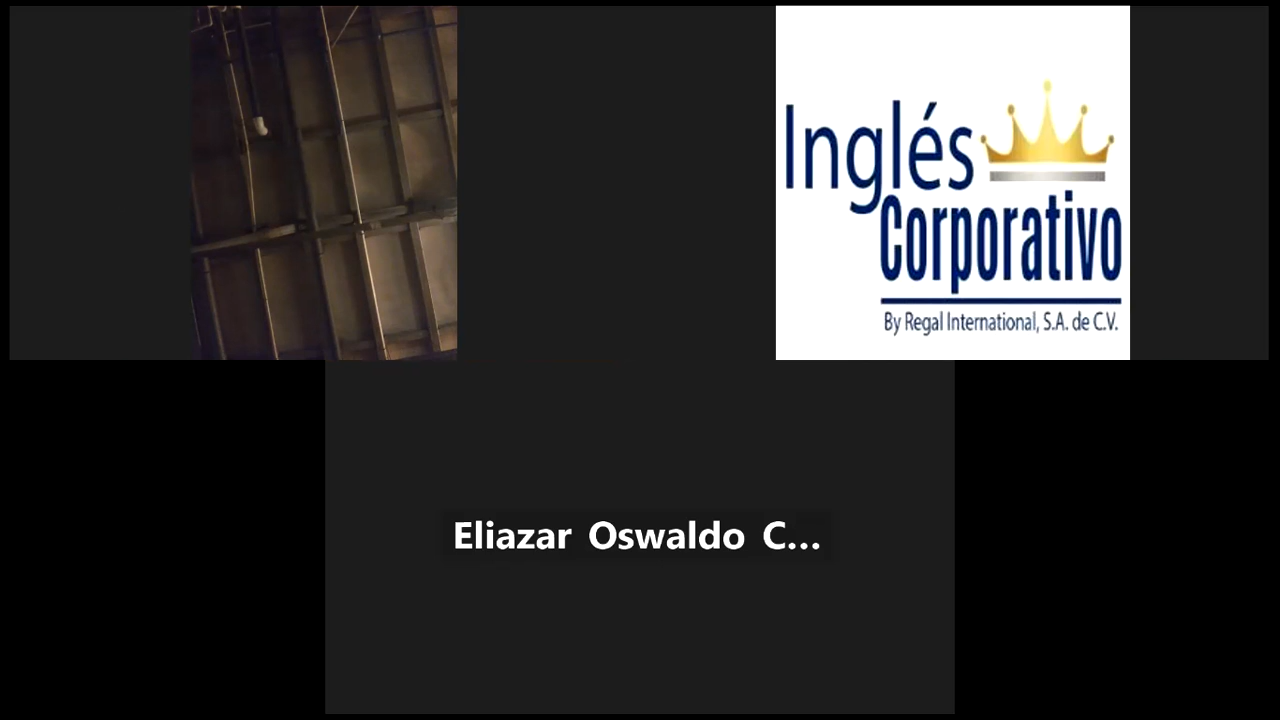 Inglés
Corporativo
By Regal International, S.A. de C.V.
Eliazar Oswaldo C...